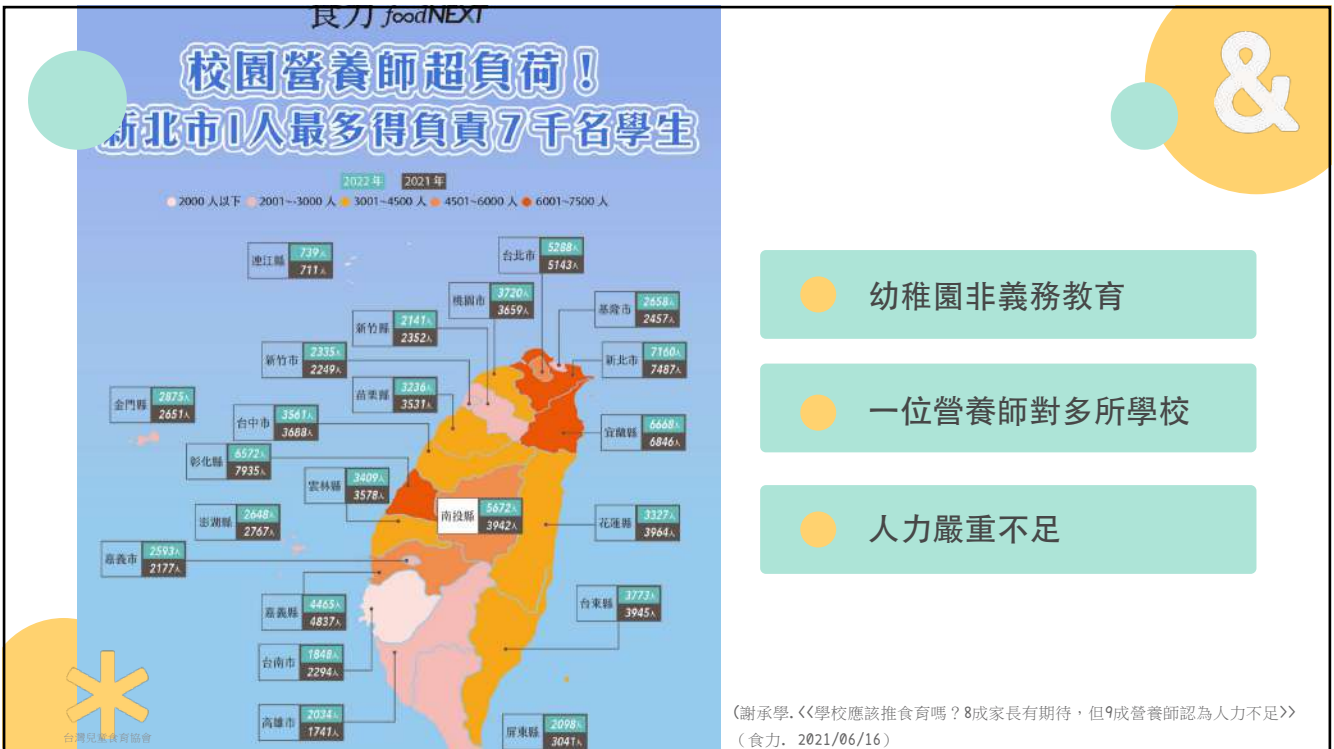 食力 foodNEXT
校園營養師超負荷！
新北市1人最多得負責7千名學生
2022年 2021年
2000人以下 2001~3000人 3001~4500人 4501~6000人 6001~7500人
連江縣 739人 711人
台北市 5288人 5143人
桃園市 3720人 3659人
基隆市 2658人 2457人
新竹縣 2141人 2352人
新竹市 2335人 2249人
新北市 7160人 7487人
苗栗縣 3236人 3531人
金門縣 2875人 2651人
台中市 3561人 3688人
宜蘭縣 6668人 6846人
彰化縣 6572人 7935人
雲林縣 3409人 3578人
南投縣 5672人 3942人
澎湖縣 2648人 2767人
花蓮縣 3327人 3964人
嘉義市 2593人 2177人
嘉義縣 4465人 4837人
台東縣 3773人 3945人
台南市 1848人 2294人
高雄市 2034人 1741人
屏東縣 2098人 3041人
台灣兒童食育協會
&
幼稚園非義務教育
一位營養師對多所學校
人力嚴重不足
(謝承學.<<學校應該推食育嗎？8成家長有期待，但9成營養師認為人力不足>>
（食力. 2021/06/16）